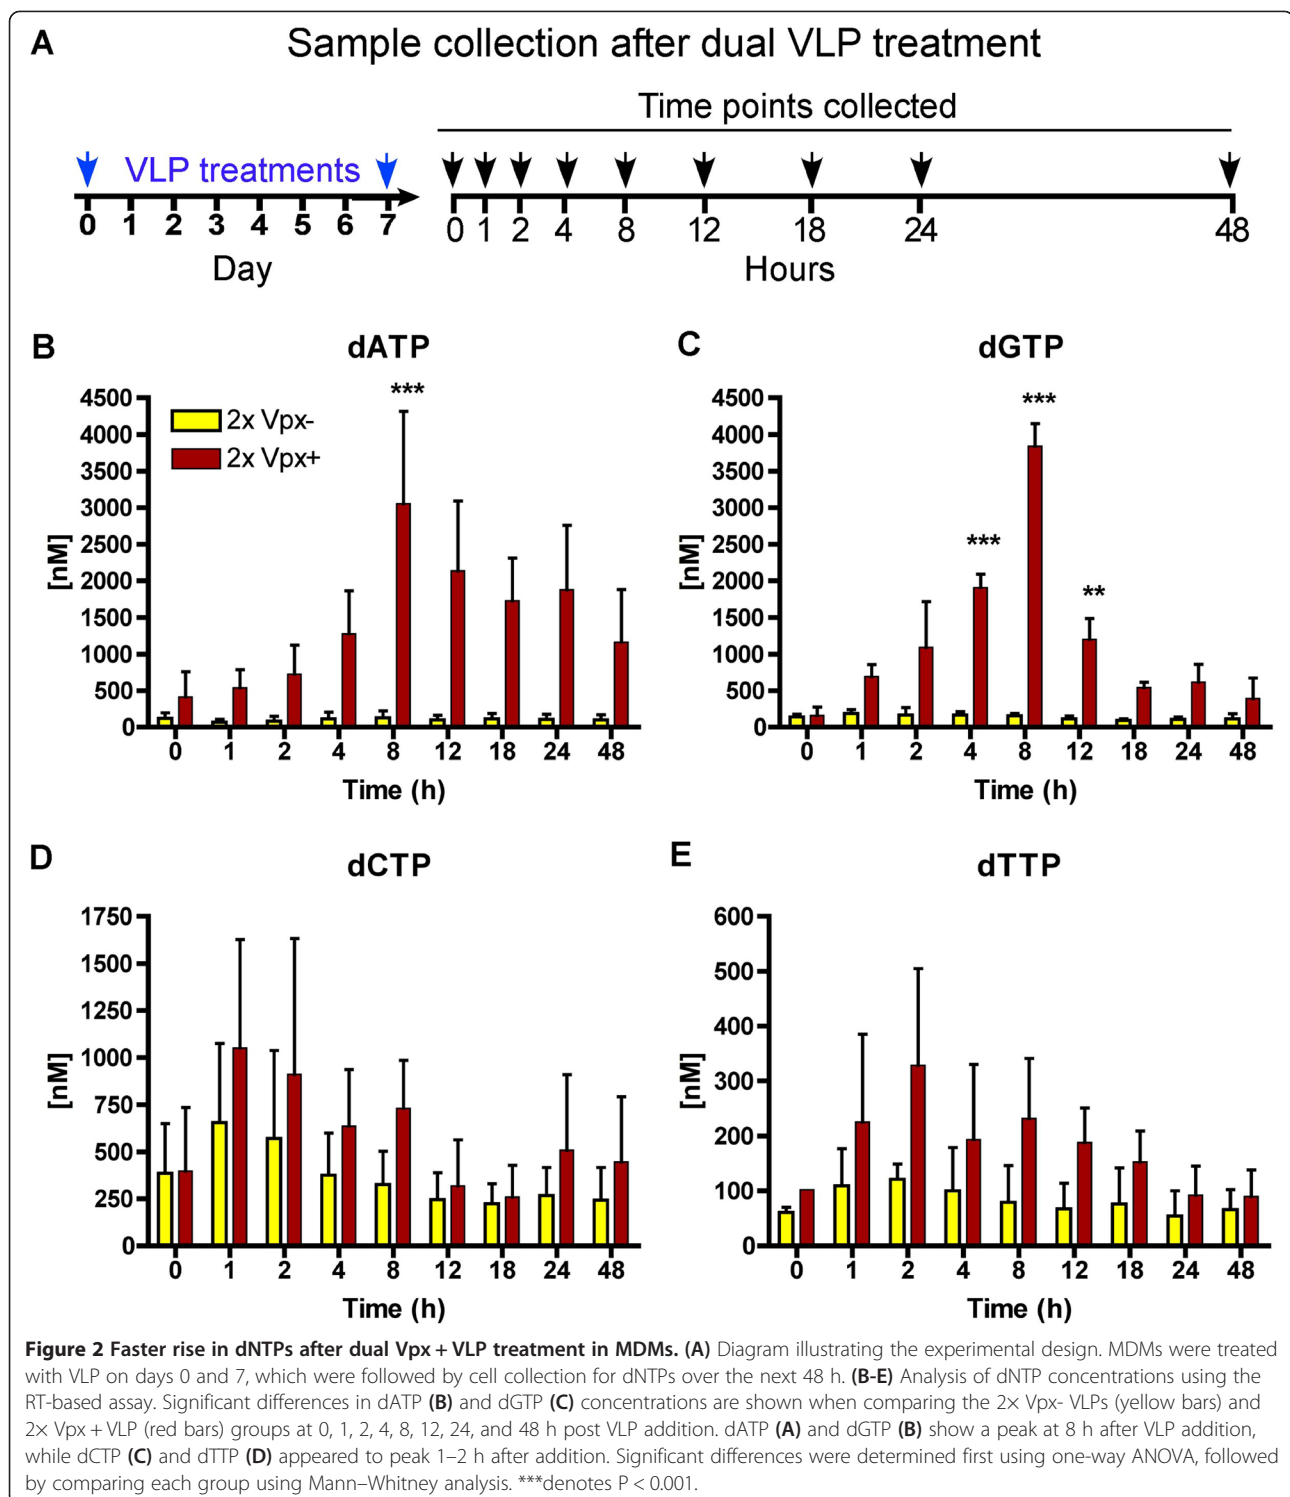 A
Sample collection after dual VLP treatment
Time points collected
VLP treatments
0 1 2 3 4 5 6 7
Day
0 1 2 4 8 12 18 24 48
Hours
B
dATP
4500
4000
3500
3000
2500
2000
1500
1000
500
0
[nM]
2x Vpx-
2x Vpx+
***
0 1 2 4 8 12 18 24 48
Time (h)
C
dGTP
4500
4000
3500
3000
2500
2000
1500
1000
500
0
[nM]
***
***
**
0 1 2 4 8 12 18 24 48
Time (h)
D
dCTP
1750
1500
1250
1000
750
500
250
0
[nM]
0 1 2 4 8 12 18 24 48
Time (h)
E
dTTP
600
500
400
300
200
100
0
[nM]
0 1 2 4 8 12 18 24 48
Time (h)
Figure 2 Faster rise in dNTPs after dual Vpx + VLP treatment in MDMs. (A) Diagram illustrating the experimental design. MDMs were treated
with VLP on days 0 and 7, which were followed by cell collection for dNTPs over the next 48 h. (B-E) Analysis of dNTP concentrations using the
RT-based assay. Significant differences in dATP (B) and dGTP (C) concentrations are shown when comparing the 2× Vpx- VLPs (yellow bars) and
2× Vpx + VLP (red bars) groups at 0, 1, 2, 4, 8, 12, 24, and 48 h post VLP addition. dATP (A) and dGTP (B) show a peak at 8 h after VLP addition,
while dCTP (C) and dTTP (D) appeared to peak 1–2 h after addition. Significant differences were determined first using one-way ANOVA, followed
by comparing each group using Mann–Whitney analysis. ***denotes P < 0.001.